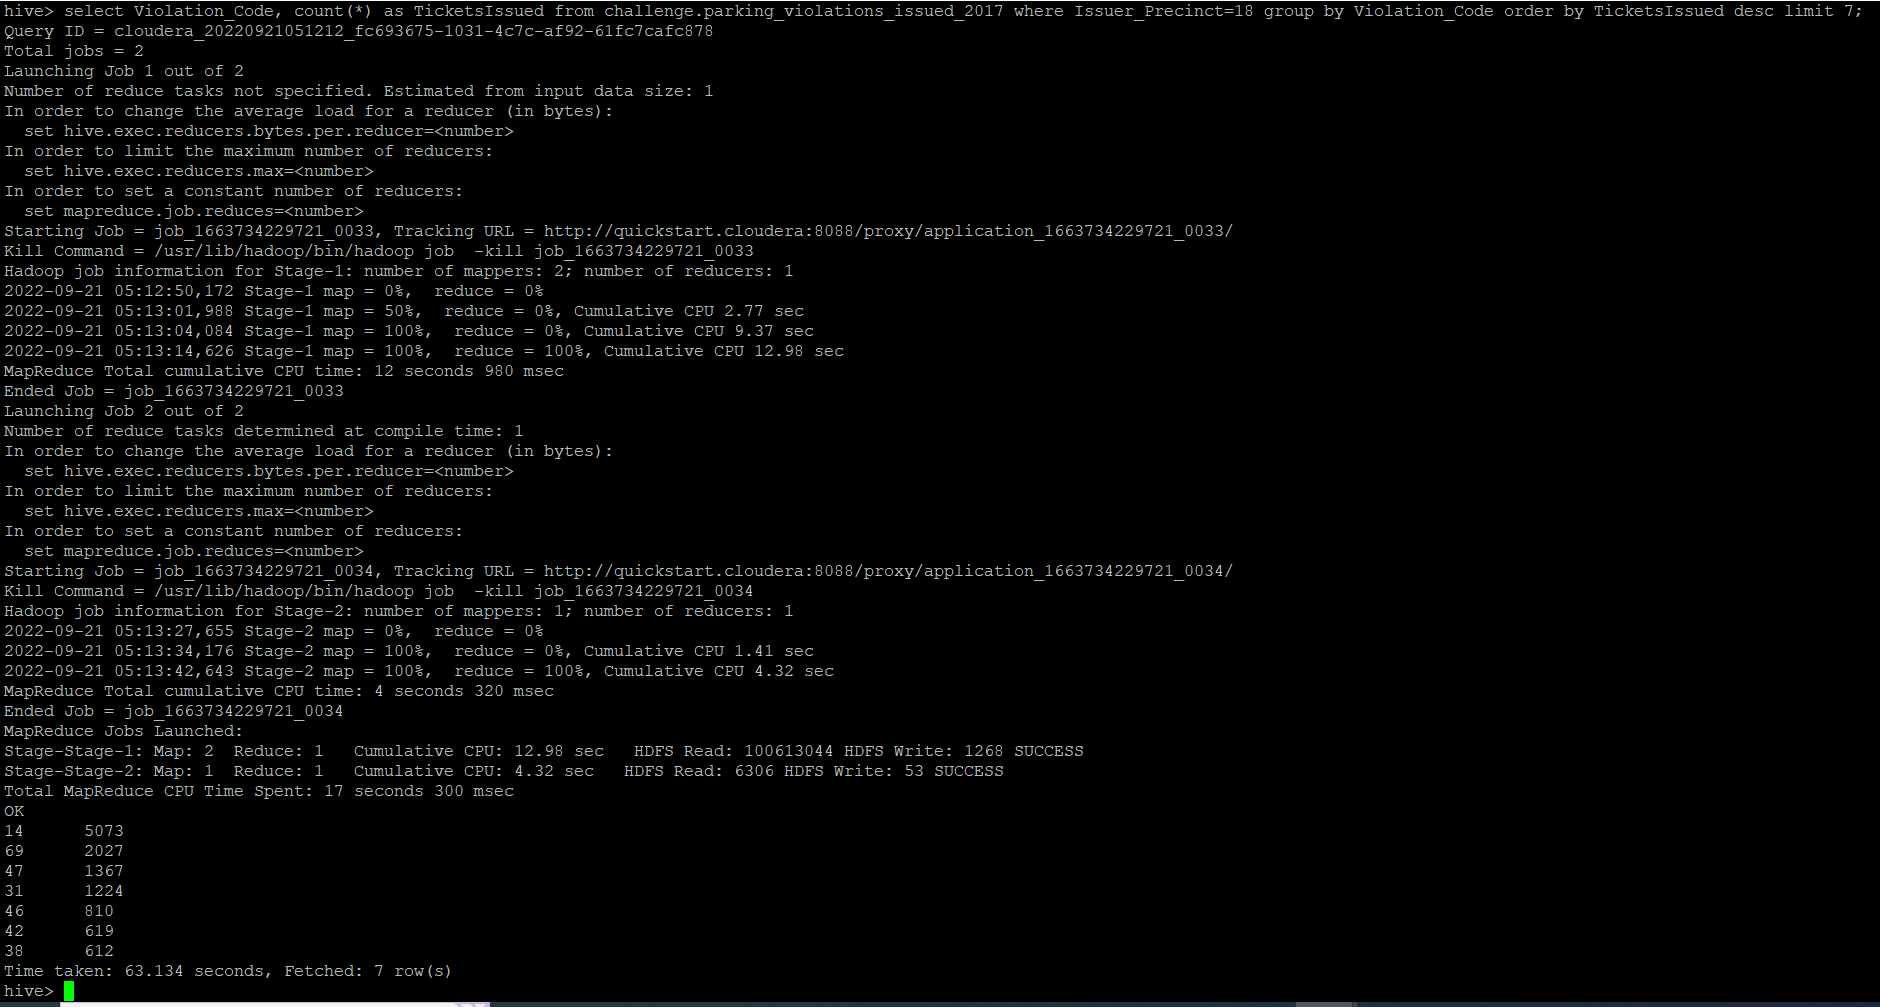 hive> select Violation_Code, count(*) as TicketsIssued from challenge.parking_violations_issued_2017 where Issuer_Precinct=18 group by Violation_Code order by TicketsIssued desc limit 7;
Query ID = cloudera_20220921051212_fc693675-1031-4c7c-af92-61fc7cafc878
Total jobs = 2
Launching Job 1 out of 2
Number of reduce tasks not specified. Estimated from input data size: 1
In order to change the average load for a reducer (in bytes):
  set hive.exec.reducers.bytes.per.reducer=<number>
In order to limit the maximum number of reducers:
  set hive.exec.reducers.max=<number>
In order to set a constant number of reducers:
  set mapreduce.job.reduces=<number>
Starting Job = job_1663734229721_0033, Tracking URL = http://quickstart.cloudera:8088/proxy/application_1663734229721_0033/
Kill Command = /usr/lib/hadoop/bin/hadoop job  -kill job_1663734229721_0033
Hadoop job information for Stage-1: number of mappers: 2; number of reducers: 1
2022-09-21 05:12:50,172 Stage-1 map = 0%,  reduce = 0%
2022-09-21 05:13:01,988 Stage-1 map = 50%,  reduce = 0%, Cumulative CPU 2.77 sec
2022-09-21 05:13:04,084 Stage-1 map = 100%,  reduce = 0%, Cumulative CPU 9.37 sec
2022-09-21 05:13:14,626 Stage-1 map = 100%,  reduce = 100%, Cumulative CPU 12.98 sec
MapReduce Total cumulative CPU time: 12 seconds 980 msec
Ended Job = job_1663734229721_0033
Launching Job 2 out of 2
Number of reduce tasks determined at compile time: 1
In order to change the average load for a reducer (in bytes):
  set hive.exec.reducers.bytes.per.reducer=<number>
In order to limit the maximum number of reducers:
  set hive.exec.reducers.max=<number>
In order to set a constant number of reducers:
  set mapreduce.job.reduces=<number>
Starting Job = job_1663734229721_0034, Tracking URL = http://quickstart.cloudera:8088/proxy/application_1663734229721_0034/
Kill Command = /usr/lib/hadoop/bin/hadoop job  -kill job_1663734229721_0034
Hadoop job information for Stage-2: number of mappers: 1; number of reducers: 1
2022-09-21 05:13:27,655 Stage-2 map = 0%,  reduce = 0%
2022-09-21 05:13:34,176 Stage-2 map = 100%,  reduce = 0%, Cumulative CPU 1.41 sec
2022-09-21 05:13:42,643 Stage-2 map = 100%,  reduce = 100%, Cumulative CPU 4.32 sec
MapReduce Total cumulative CPU time: 4 seconds 320 msec
Ended Job = job_1663734229721_0034
MapReduce Jobs Launched:
Stage-Stage-1: Map: 2  Reduce: 1   Cumulative CPU: 12.98 sec   HDFS Read: 100613044 HDFS Write: 1268 SUCCESS
Stage-Stage-2: Map: 1  Reduce: 1   Cumulative CPU: 4.32 sec   HDFS Read: 6306 HDFS Write: 53 SUCCESS
Total MapReduce CPU Time Spent: 17 seconds 300 msec
OK
14      5073
69      2027
47      1367
31      1224
46      810
42      619
38      612
Time taken: 63.134 seconds, Fetched: 7 row(s)
hive>